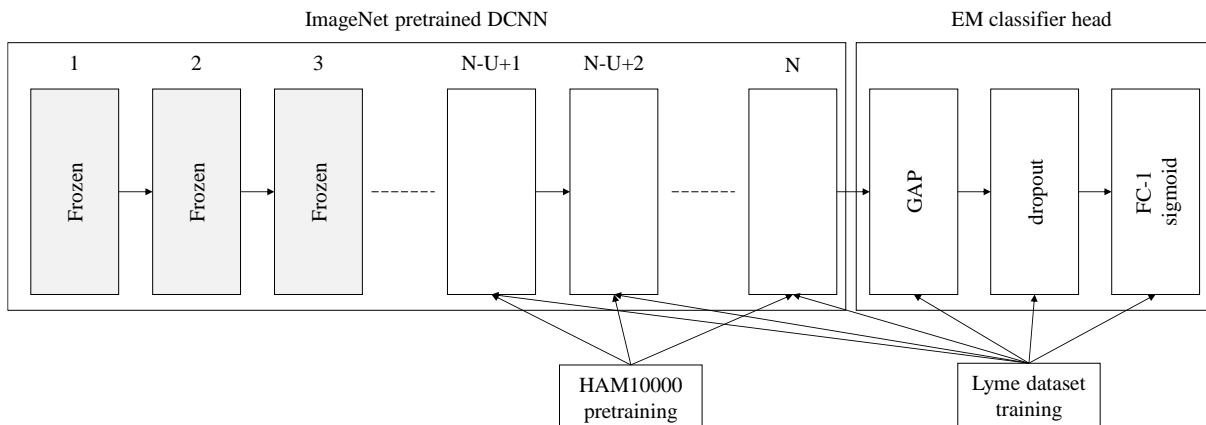 ImageNet pretrained DCNN
EM classifier head
1
2
3
N-U+1
N-U+2
N
Frozen
Frozen
Frozen
GAP
dropout
FC-1
sigmoid
HAM10000
pretraining
Lyme dataset
training